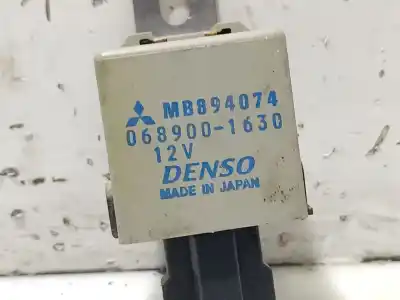 MB894074
068900-1630
12V
DENSO
MADE IN JAPAN